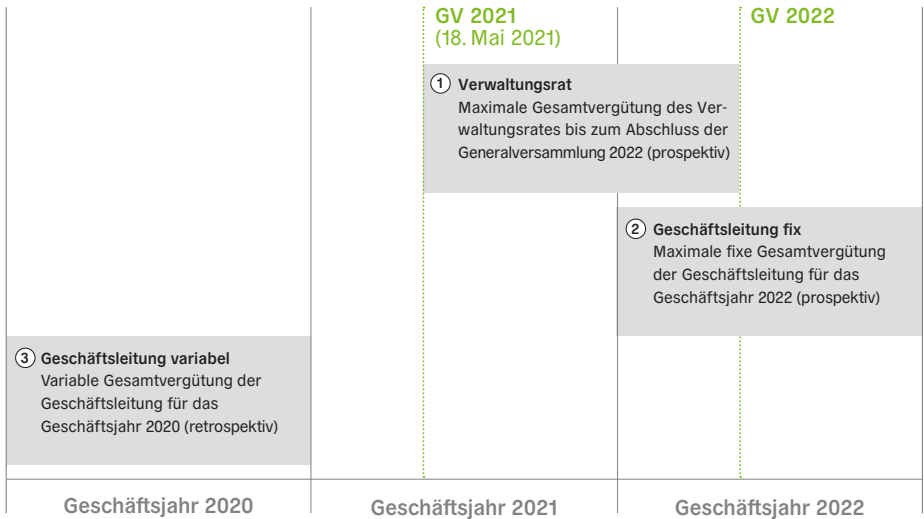 GV 2021
(18. Mai 2021)
GV 2022
1 Verwaltungsrat
Maximale Gesamtvergütung des Ver-
waltungsrates bis zum Abschluss der
Generalversammlung 2022 (prospektiv)
2 Geschäftsleitung fix
Maximale fixe Gesamtvergütung
der Geschäftsleitung für das
Geschäftsjahr 2022 (prospektiv)
3 Geschäftsleitung variabel
Variable Gesamtvergütung der
Geschäftsleitung für das
Geschäftsjahr 2020 (retrospektiv)
Geschäftsjahr 2020
Geschäftsjahr 2021
Geschäftsjahr 2022